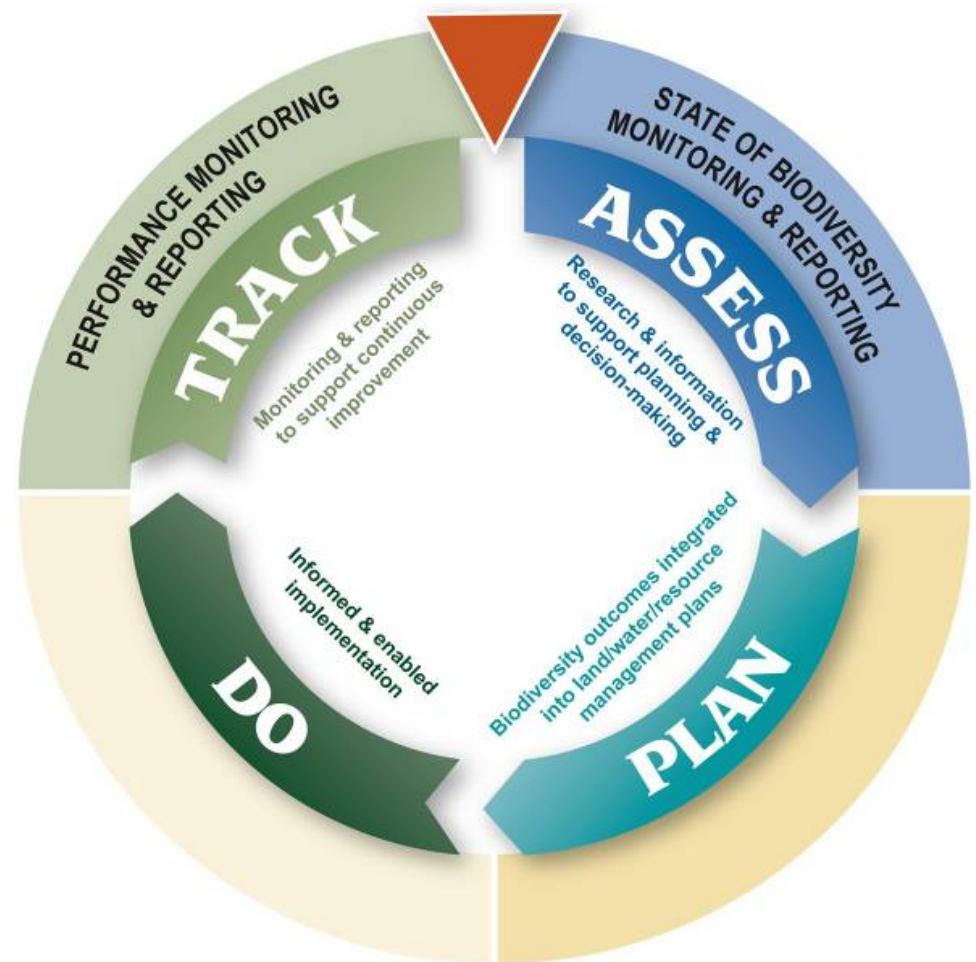 PERFORMANCE MONITORING
& REPORTING
STATE OF BIODIVERSITY
MONITORING & REPORTING
TRACK
ASSESS
Monitoring & reporting
to support continuous
improvement
Research & information
to support planning &
decision-making
Informed & enabled
implementation
Biodiversity outcomes integrated
into land/water/resource
management plans
DO
PLAN